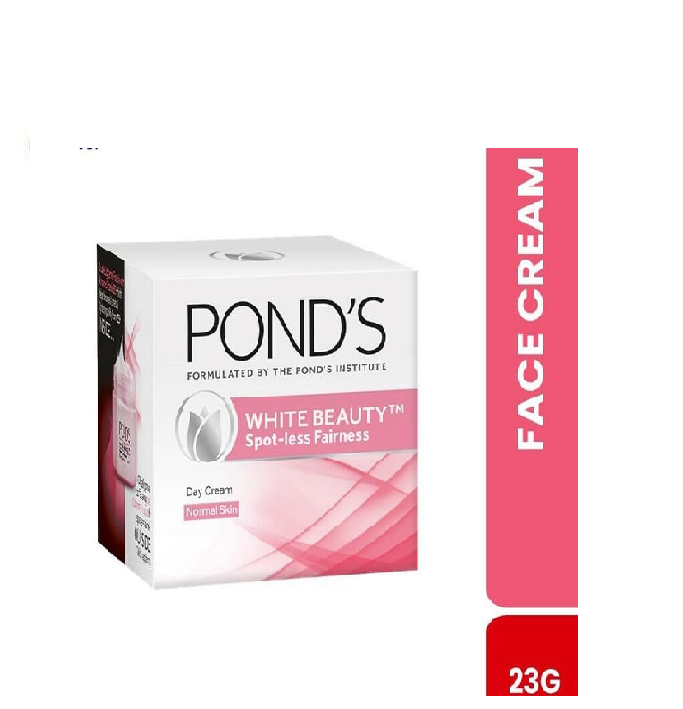 POND'S
FORMULATED BY THE POND'S INSTITUTE
WHITE BEAUTY™
Spot-less Fairness
Day Cream
Normal Skin
FACE CREAM
23G